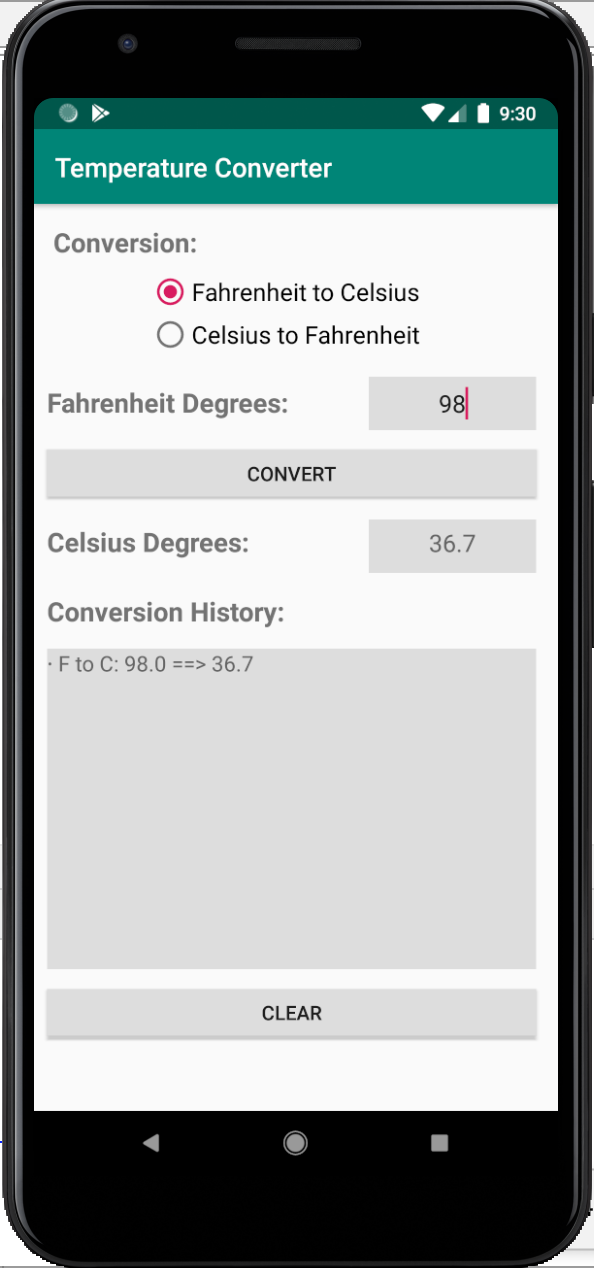 9:30
Temperature Converter
Conversion:
Fahrenheit to Celsius
Celsius to Fahrenheit
Fahrenheit Degrees: 98
CONVERT
Celsius Degrees: 36.7
Conversion History:
· F to C: 98.0 ==> 36.7
CLEAR